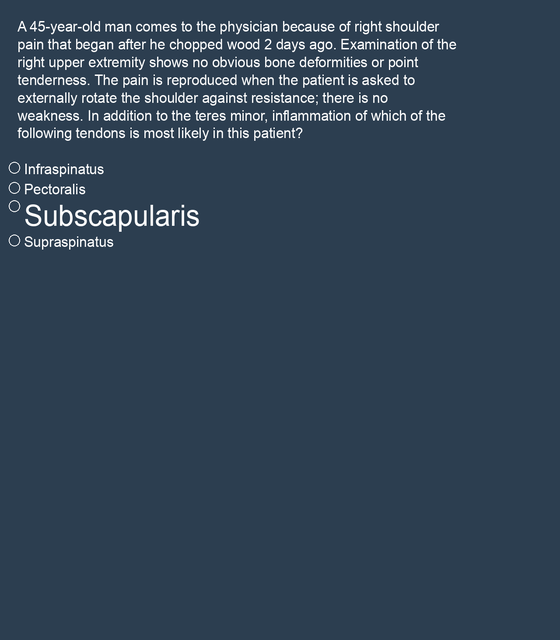 A 45-year-old man comes to the physician because of right shoulder
pain that began after he chopped wood 2 days ago. Examination of the
right upper extremity shows no obvious bone deformities or point
tenderness. The pain is reproduced when the patient is asked to
externally rotate the shoulder against resistance; there is no
weakness. In addition to the teres minor, inflammation of which of the
following tendons is most likely in this patient?
Infraspinatus
Pectoralis
Subscapularis
Supraspinatus